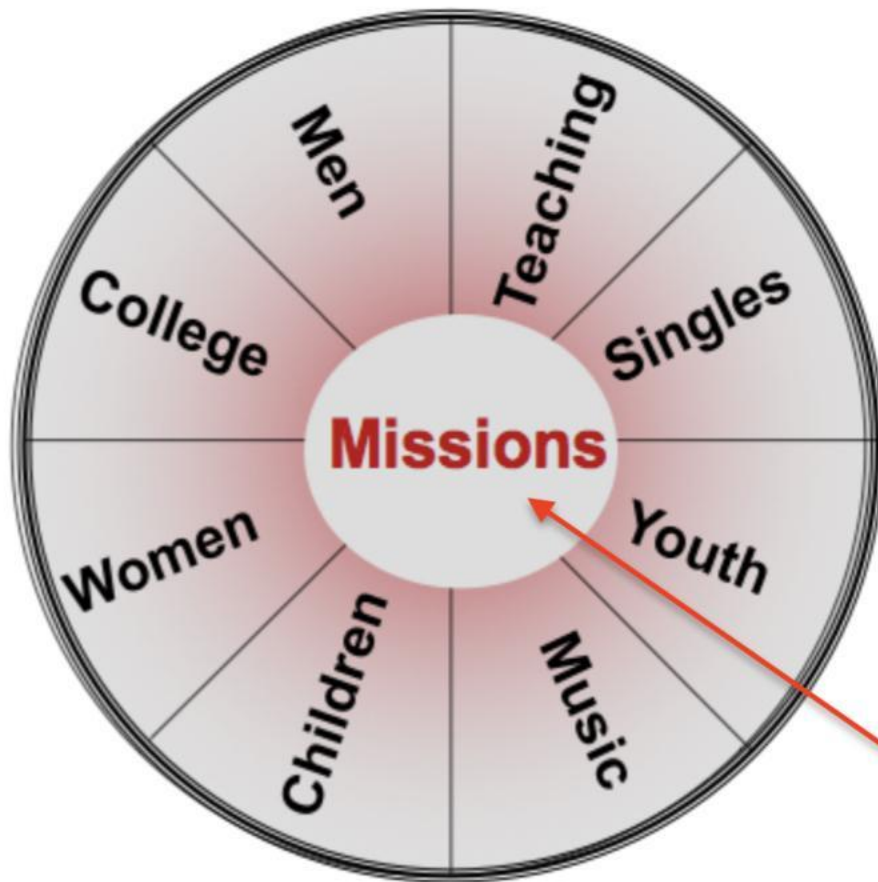 Men
Teaching
College
Singles
Missions
Women
Youth
Children
Music